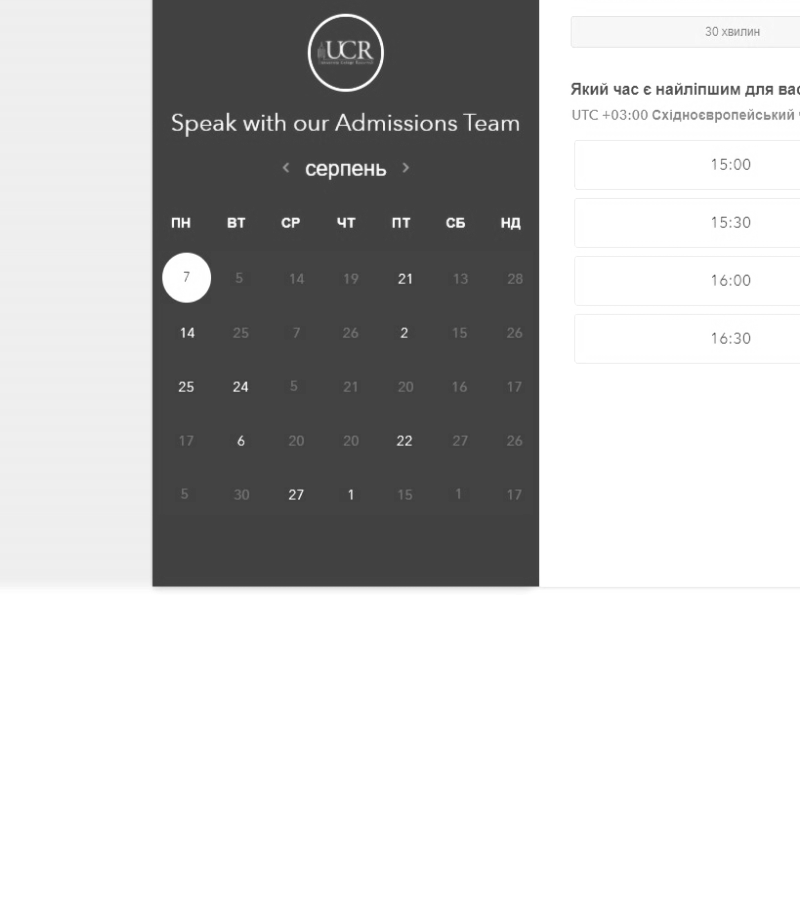 UCR
Speak with our Admissions Team
‹ серпень ›
ПН ВТ СР ЧТ ПТ СБ НД
7 5 14 19 21 13 28
14 25 7 26 2 15 26
25 24 5 21 20 16 17
17 6 20 20 22 27 26
5 30 27 1 15 1 17
30 хвилин
Який час є найліпшим для вас
UTC +03:00 Східноєвропейський
15:00
15:30
16:00
16:30